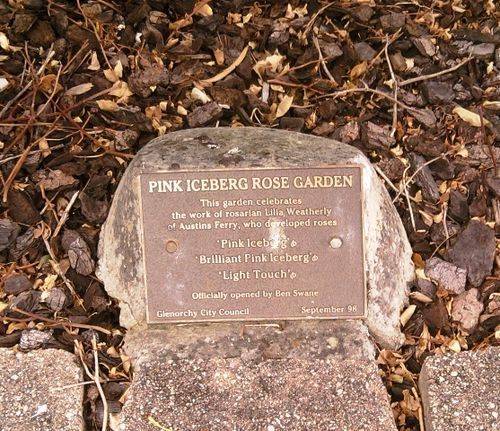 PINK ICEBERG ROSE GARDEN
This garden celebrates
the work of rosarian Lilia Weatherly
of Austins Ferry, who developed roses
'Pink Iceberg'
'Brilliant Pink Iceberg'
'Light Touch'
Officially opened by Ben Swane
Glenorchy City Council September 98